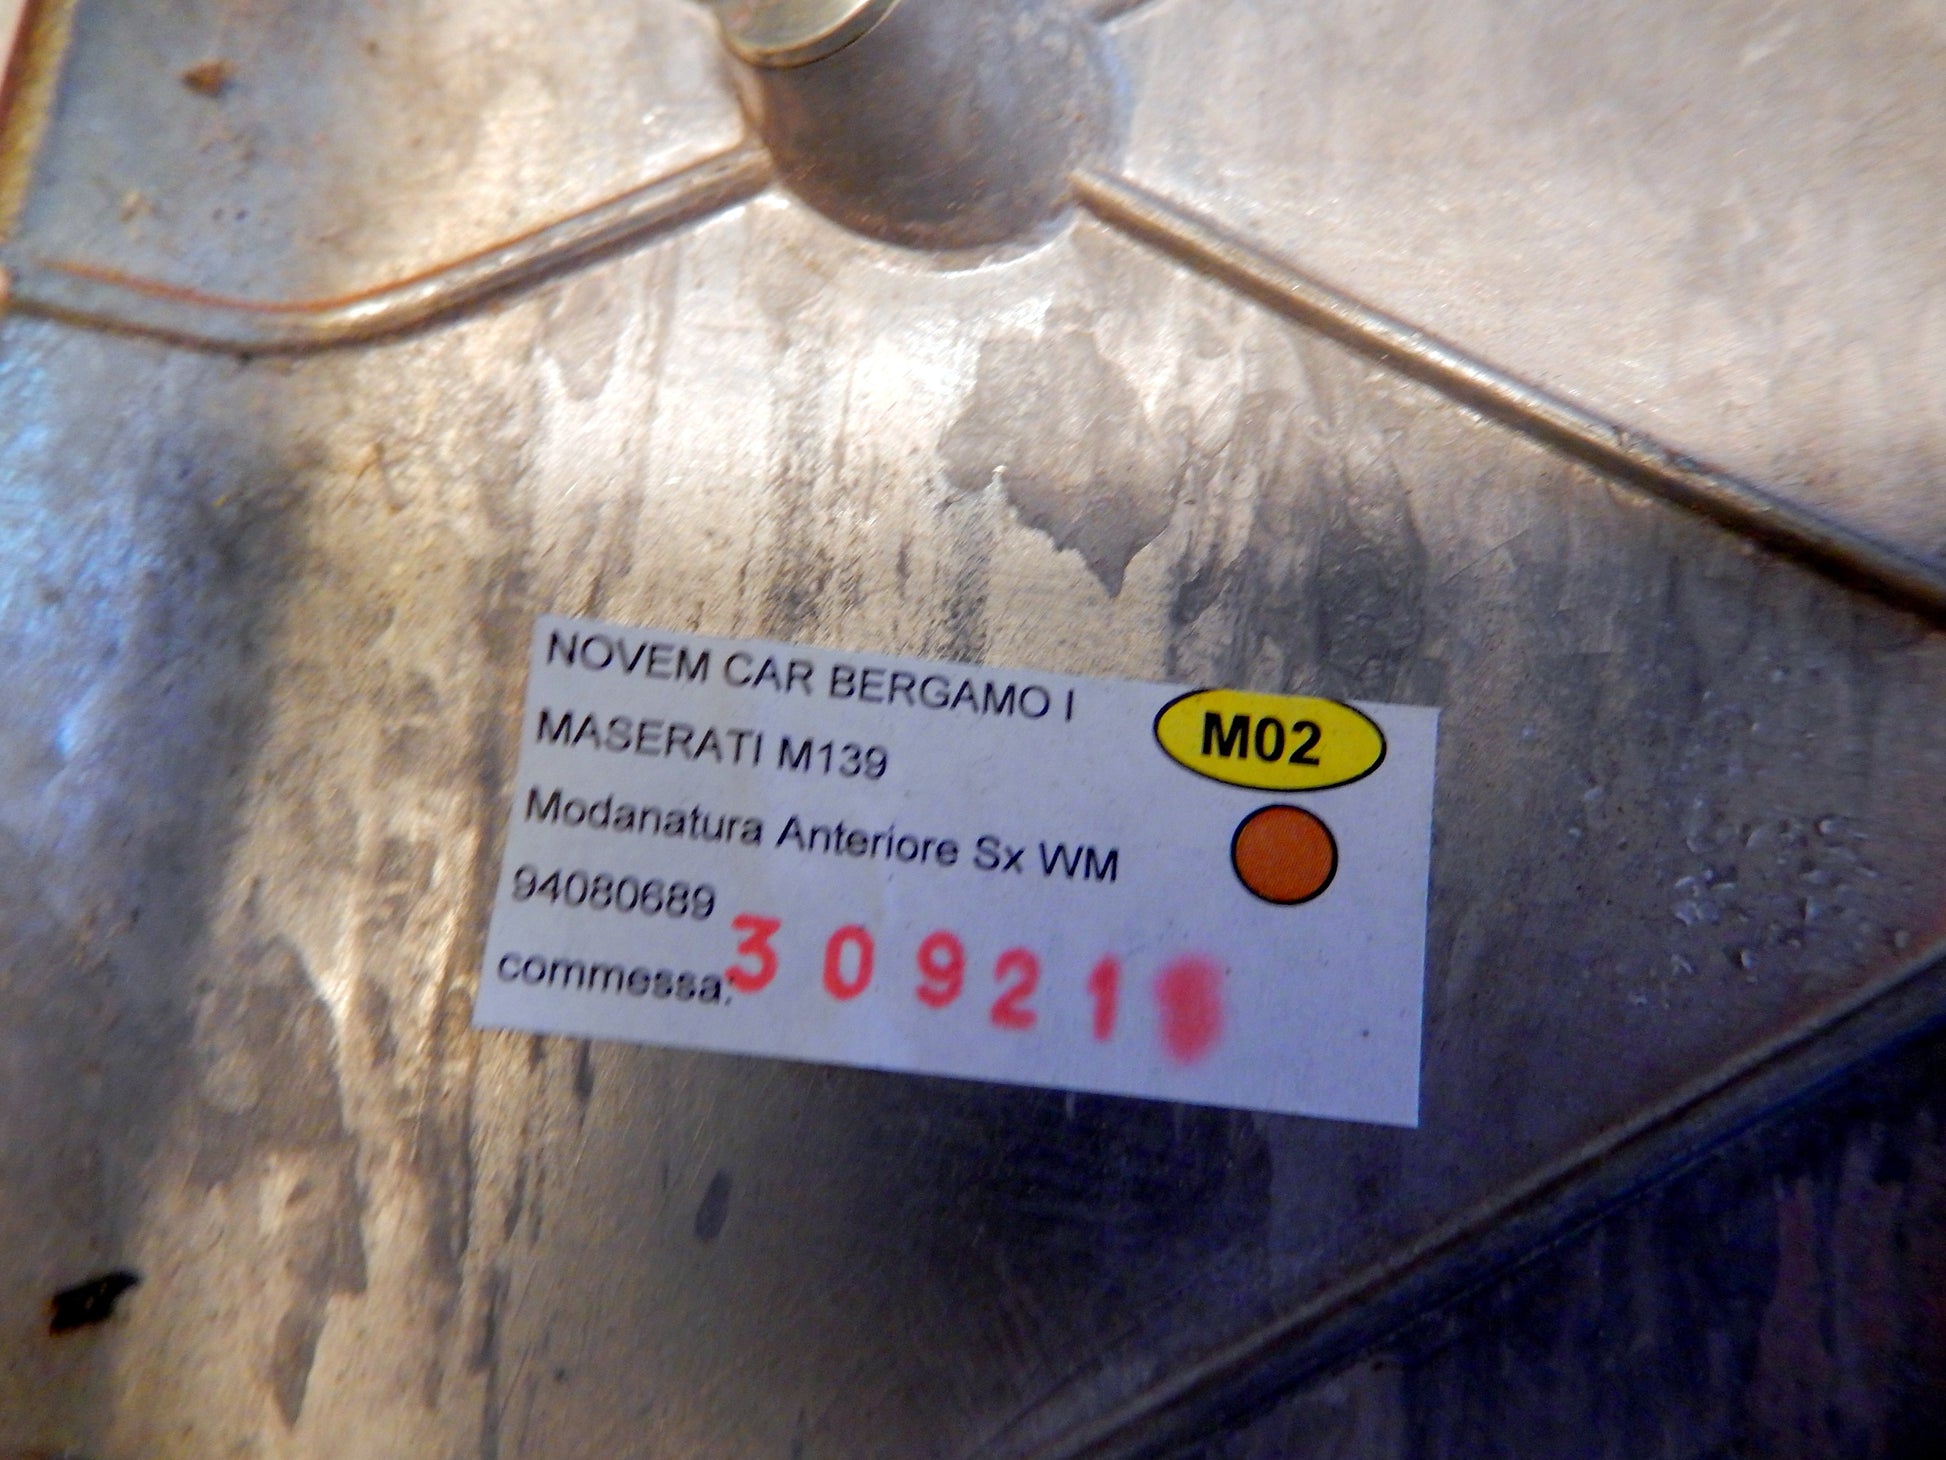 NOVEM CAR BERGAMO I
M02
MASERATI M139
Modanatura Anteriore Sx WM
94080689
commessa: